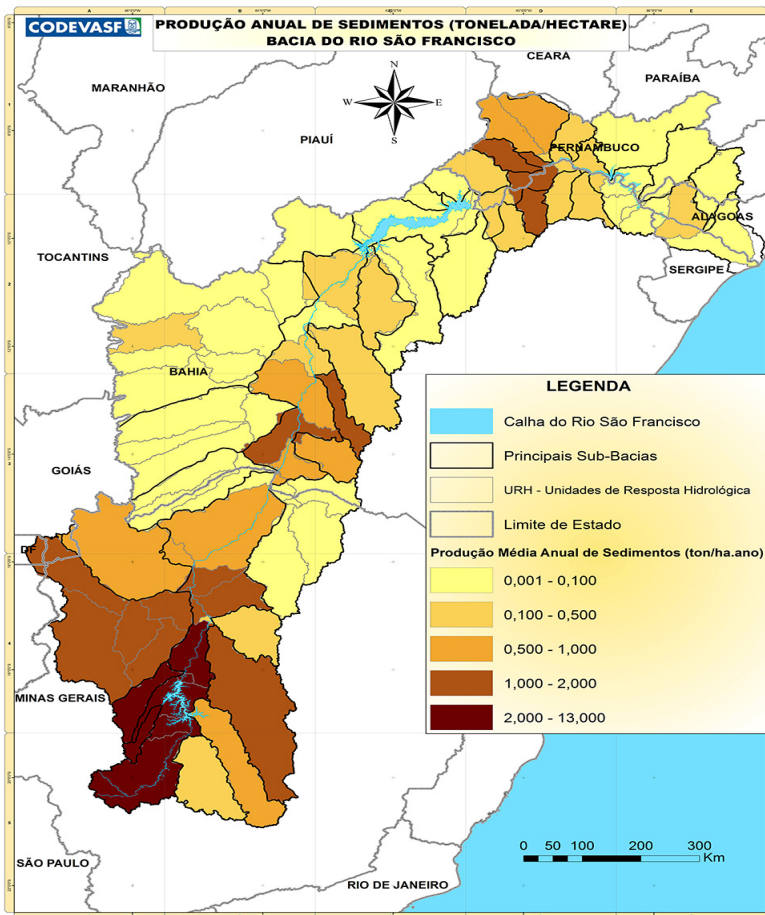 A B D E
CODEVASF
PRODUÇÃO ANUAL DE SEDIMENTOS (TONELADA/HECTARE)
BACIA DO RIO SÃO FRANCISCO
CEARÁ
MARANHÃO
PARAÍBA
N
W E
S
PIAUÍ
PERNAMBUCO
ALAGOAS
TOCANTINS
SERGIPE
BAHIA
GOIÁS
DF
MINAS GERAIS
SÃO PAULO
RIO DE JANEIRO
LEGENDA
Calha do Rio São Francisco
Principais Sub-Bacias
URH - Unidades de Resposta Hidrológica
Limite de Estado
Produção Média Anual de Sedimentos (ton/ha.ano)
0,001 - 0,100
0,100 - 0,500
0,500 - 1,000
1,000 - 2,000
2,000 - 13,000
0 50 100 200 300
Km